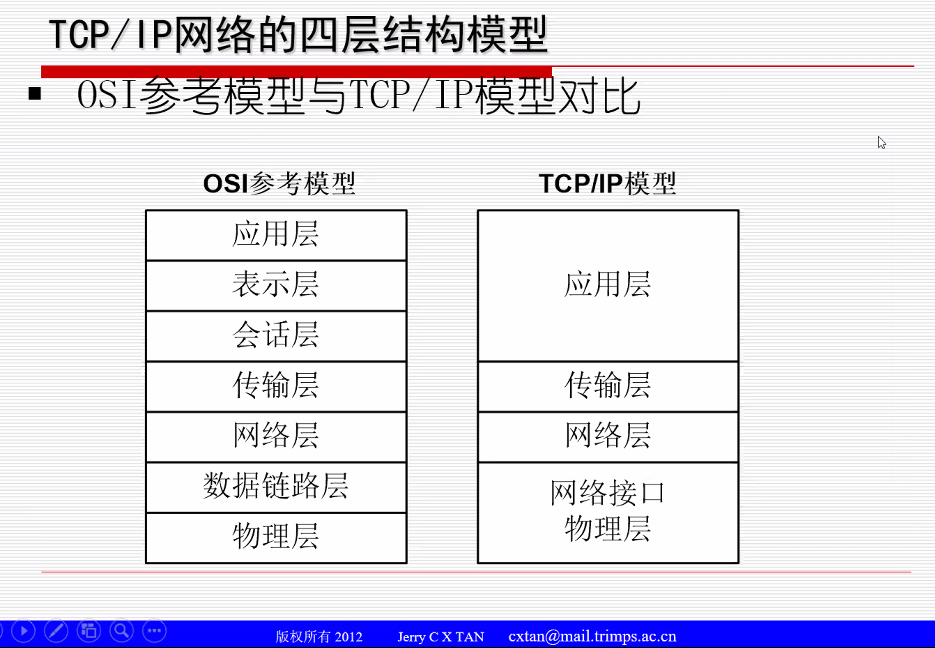 TCP/IP网络的四层结构模型
OSI参考模型与TCP/IP模型对比
OSI参考模型
TCP/IP模型
应用层
表示层
会话层
传输层
网络层
数据链路层
物理层
应用层
传输层
网络层
网络接口
物理层
版权所有 2012 Jerry C X TAN cxtan@mail.trimps.ac.cn